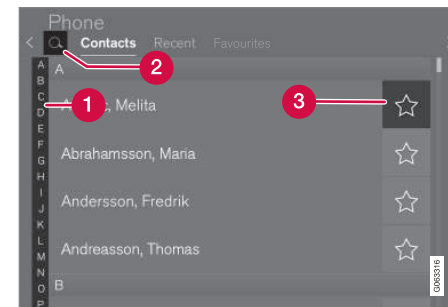 Phone
Contacts Recent Favourites
2
A
B
C
D
E
F
G
H
I
J
K
L
M
N
O
P
A
1
Melita
3
Abrahamsson, Maria
Andersson, Fredrik
Andreasson, Thomas
B
G063316